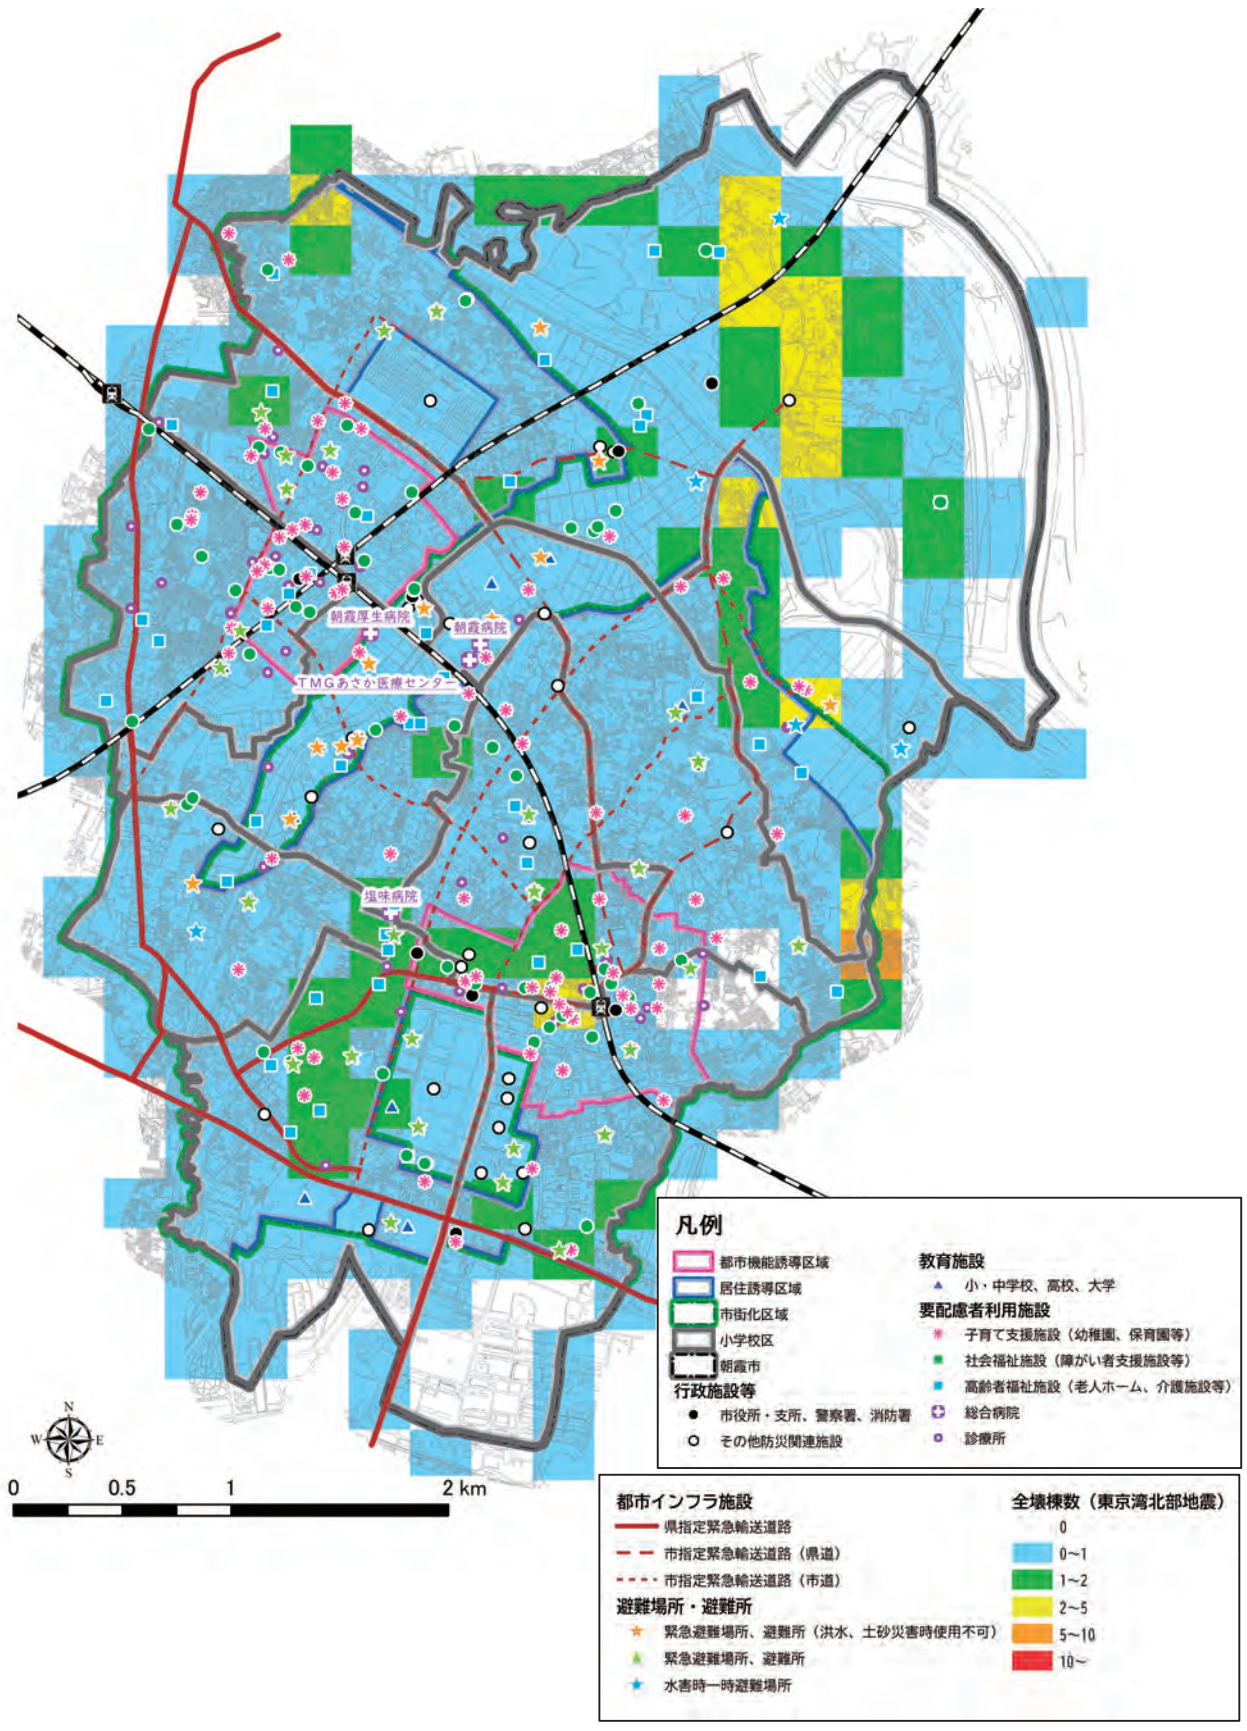 朝霞厚生病院
朝霞病院
TMGあさか医療センター
塩味病院
N
W
E
S
0
0.5
1
2 km
凡例
都市機能誘導区域
居住誘導区域
市街化区域
小学校区
朝霞市
行政施設等
市役所・支所、警察署、消防署
その他防災関連施設
教育施設
小・中学校、高校、大学
要配慮者利用施設
子育て支援施設（幼稚園、保育園等）
社会福祉施設（障がい者支援施設等）
高齢者福祉施設（老人ホーム、介護施設等）
総合病院
診療所
都市インフラ施設
県指定緊急輸送道路
市指定緊急輸送道路（県道）
市指定緊急輸送道路（市道）
避難場所・避難所
緊急避難場所、避難所（洪水、土砂災害時使用不可）
緊急避難場所、避難所
水害時一時避難場所
全壊棟数（東京湾北部地震）
0
0～1
1～2
2～5
5～10
10～